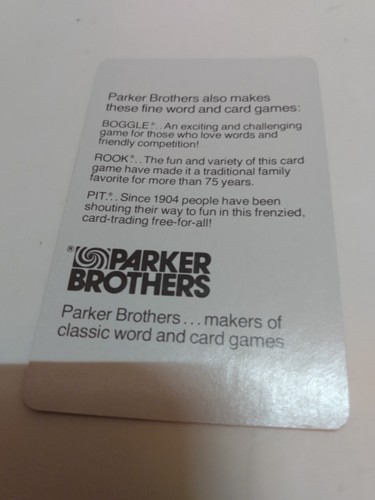 Parker Brothers also makes
these fine word and card games:
BOGGLE®... An exciting and challenging
game for those who love words and
friendly competition!
ROOK®... The fun and variety of this card
game have made it a traditional family
favorite for more than 75 years.
PIT®... Since 1904 people have been
shouting their way to fun in this frenzied,
card-trading free-for-all!
® PARKER
BROTHERS
Parker Brothers... makers of
classic word and card games